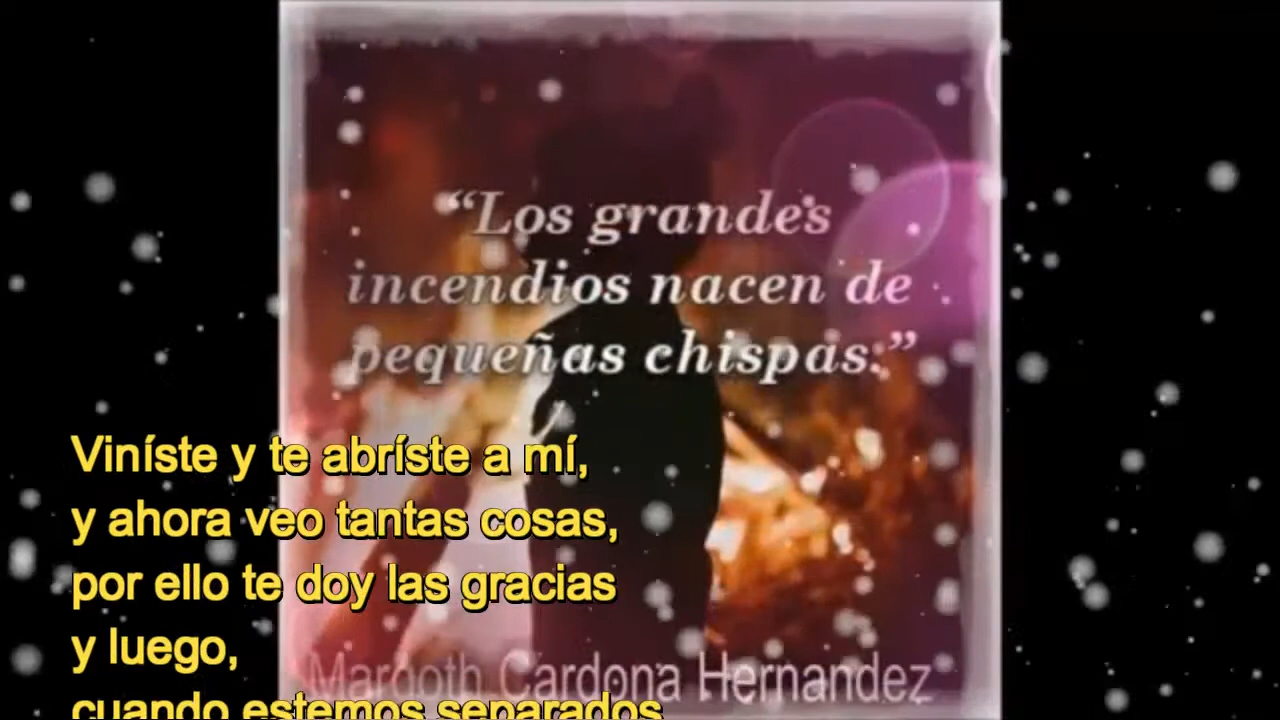 “Los grandes
incendios nacen de
pequeñas chispas.”
Viníste y te abríste a mí,
y ahora veo tantas cosas,
por ello te doy las gracias
y luego,
cuando estemos separados
Margoth Cardona Hernandez